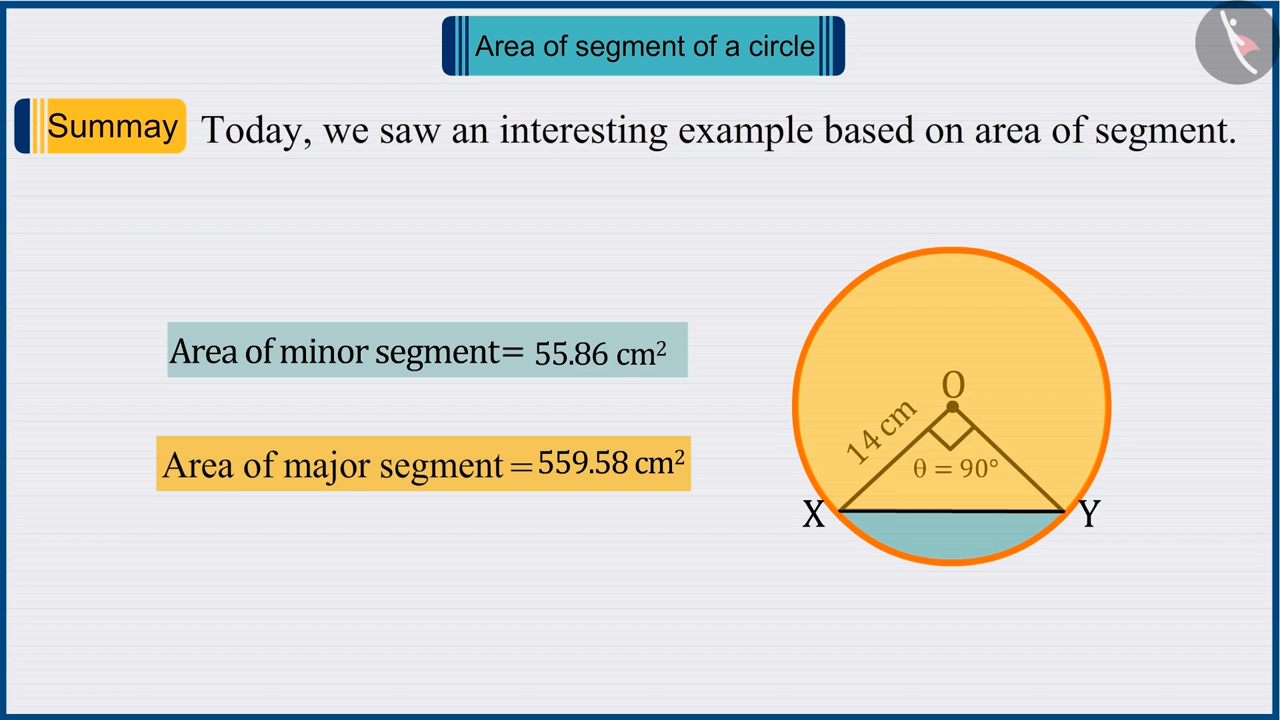 Area of segment of a circle
Summay Today, we saw an interesting example based on area of segment.
Area of minor segment= 55.86 cm²
Area of major segment = 559.58 cm²
O
14 cm
θ = 90°
X Y